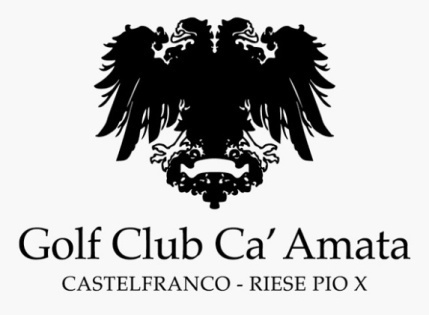 Golf Club Ca' Amata
CASTELFRANCO - RIESE PIO X